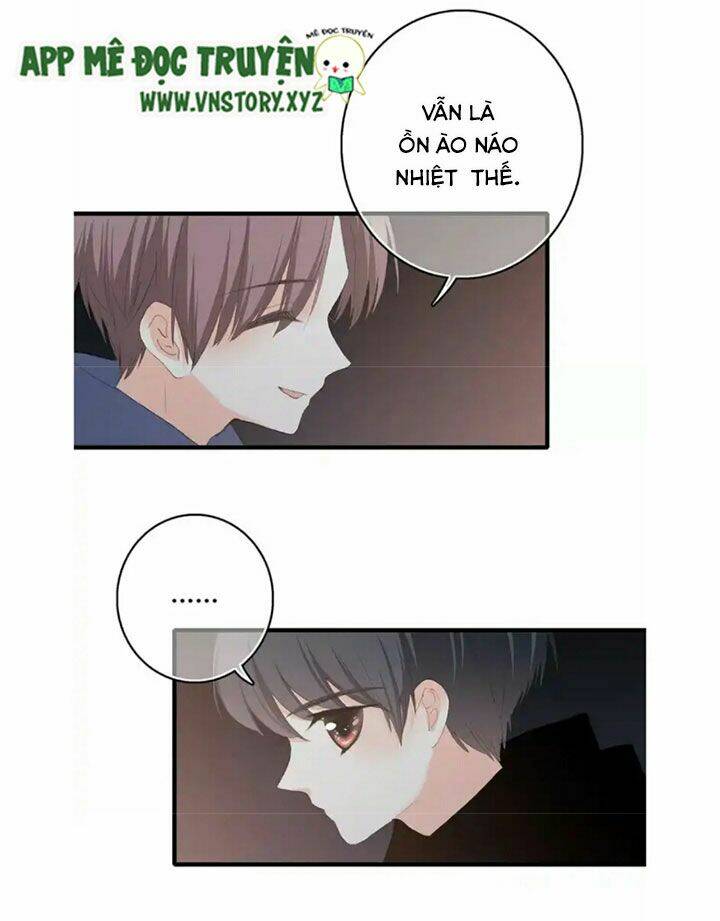 MÊ ĐỌC TRUYỆN
APP MÊ ĐỌC TRUYỆN
WWW.VNSTORY.XYZ
VẪN LÀ
ỒN ÀO NÁO
NHIỆT THẾ.
......